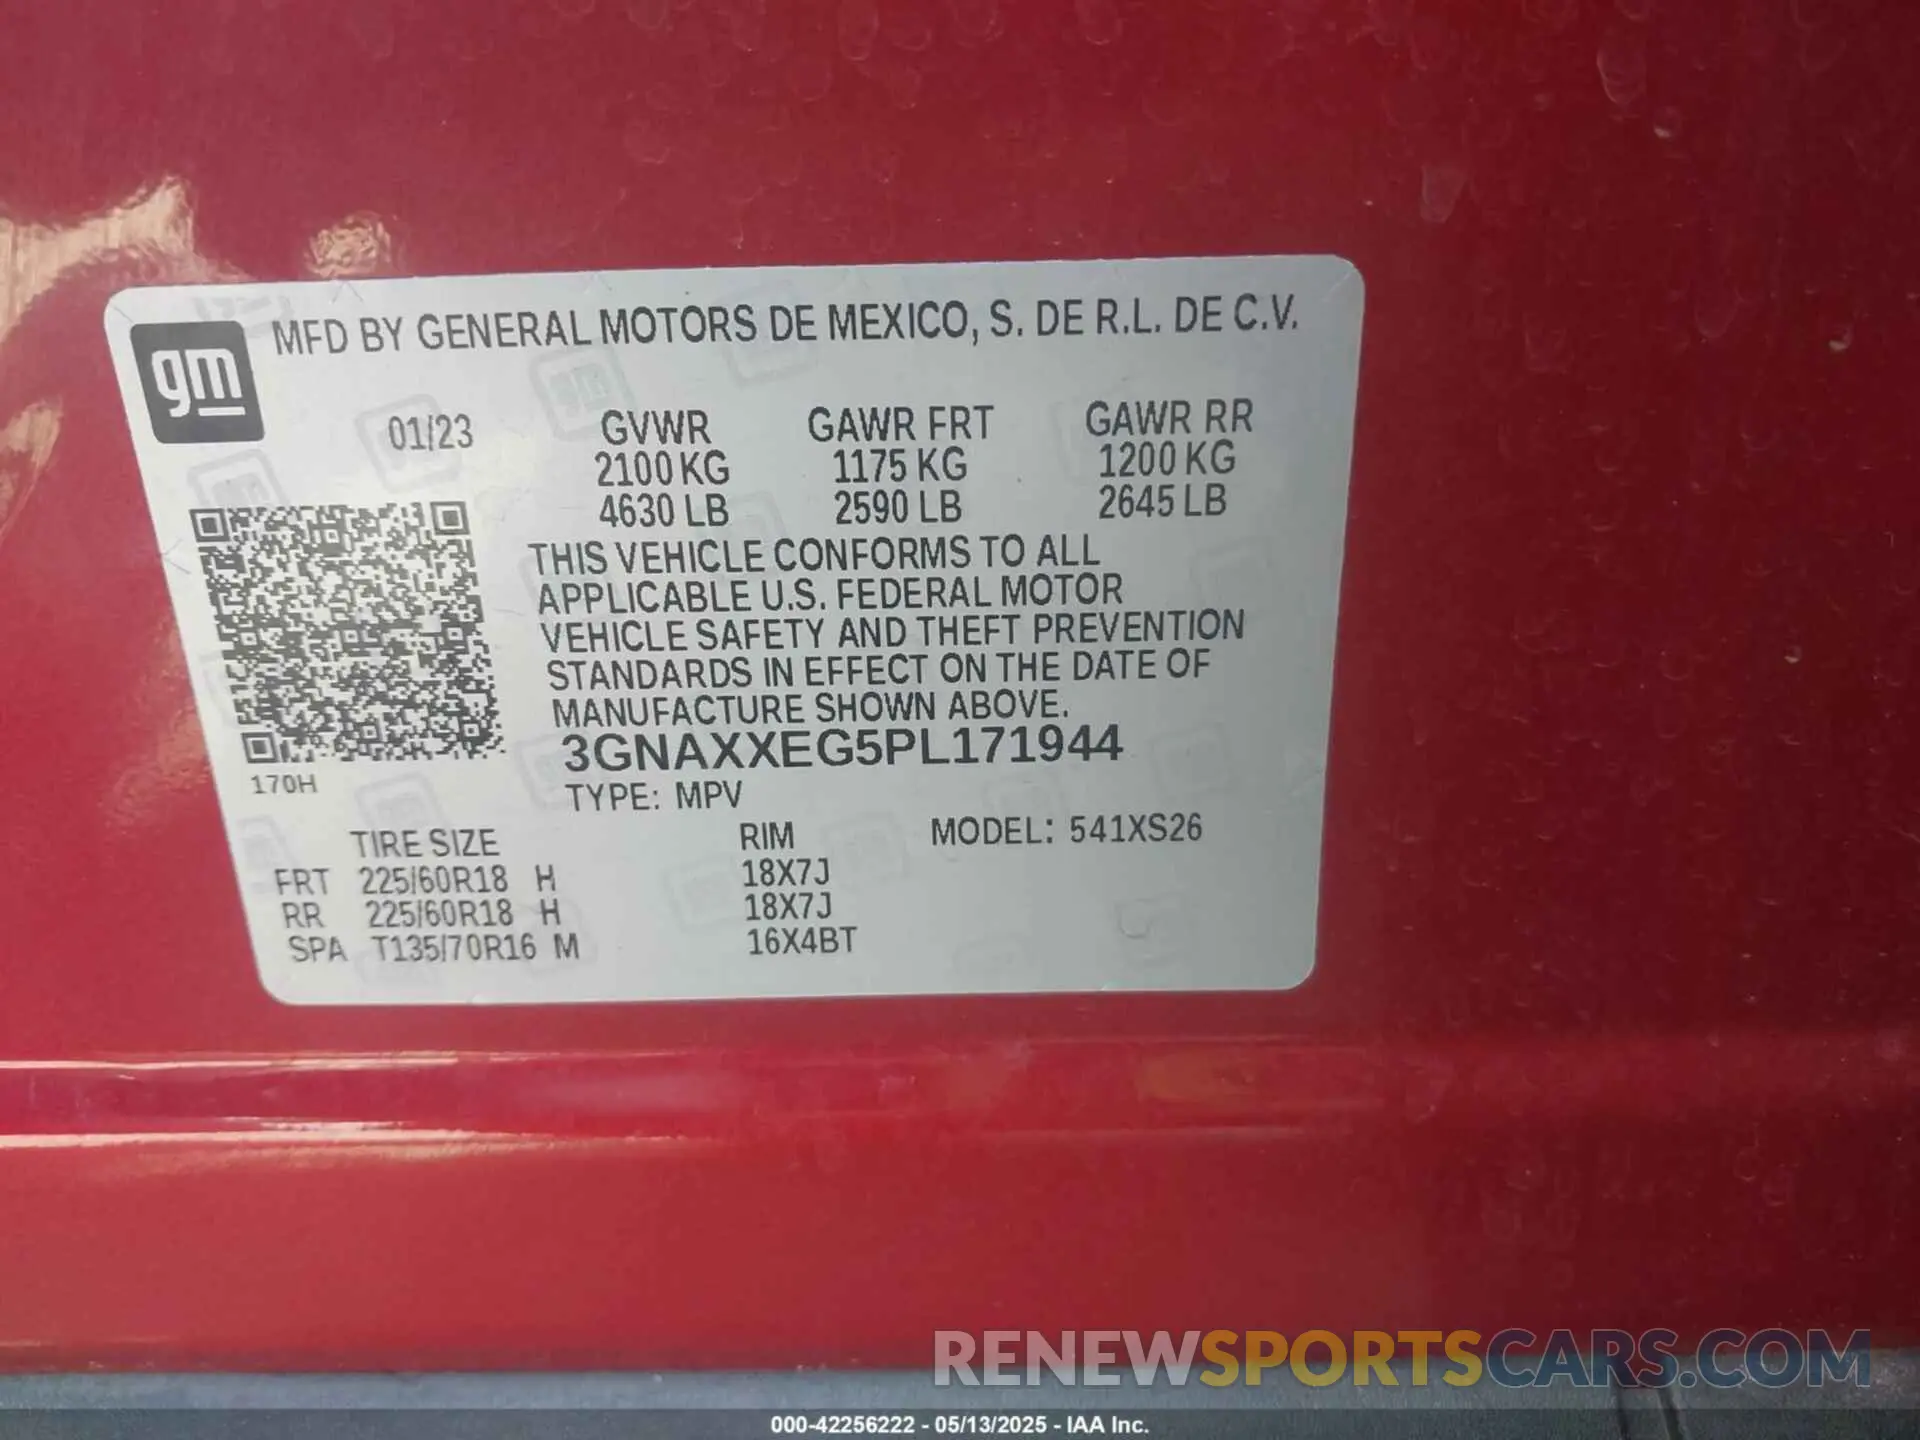 gm
MFD BY GENERAL MOTORS DE MEXICO, S. DE R.L. DE C.V.
01/23 GVWR GAWR FRT GAWR RR
2100 KG 1175 KG 1200 KG
4630 LB 2590 LB 2645 LB
THIS VEHICLE CONFORMS TO ALL
APPLICABLE U.S. FEDERAL MOTOR
VEHICLE SAFETY AND THEFT PREVENTION
STANDARDS IN EFFECT ON THE DATE OF
MANUFACTURE SHOWN ABOVE.
3GNAXXEG5PL171944
170H
TYPE: MPV
TIRE SIZE RIM MODEL: 541XS26
FRT 225/60R18 H 18X7J
RR 225/60R18 H 18X7J
SPA T135/70R16 M 16X4BT
RENEWSPORTSCARS.COM
000-42256222 - 05/13/2025 - IAA Inc.